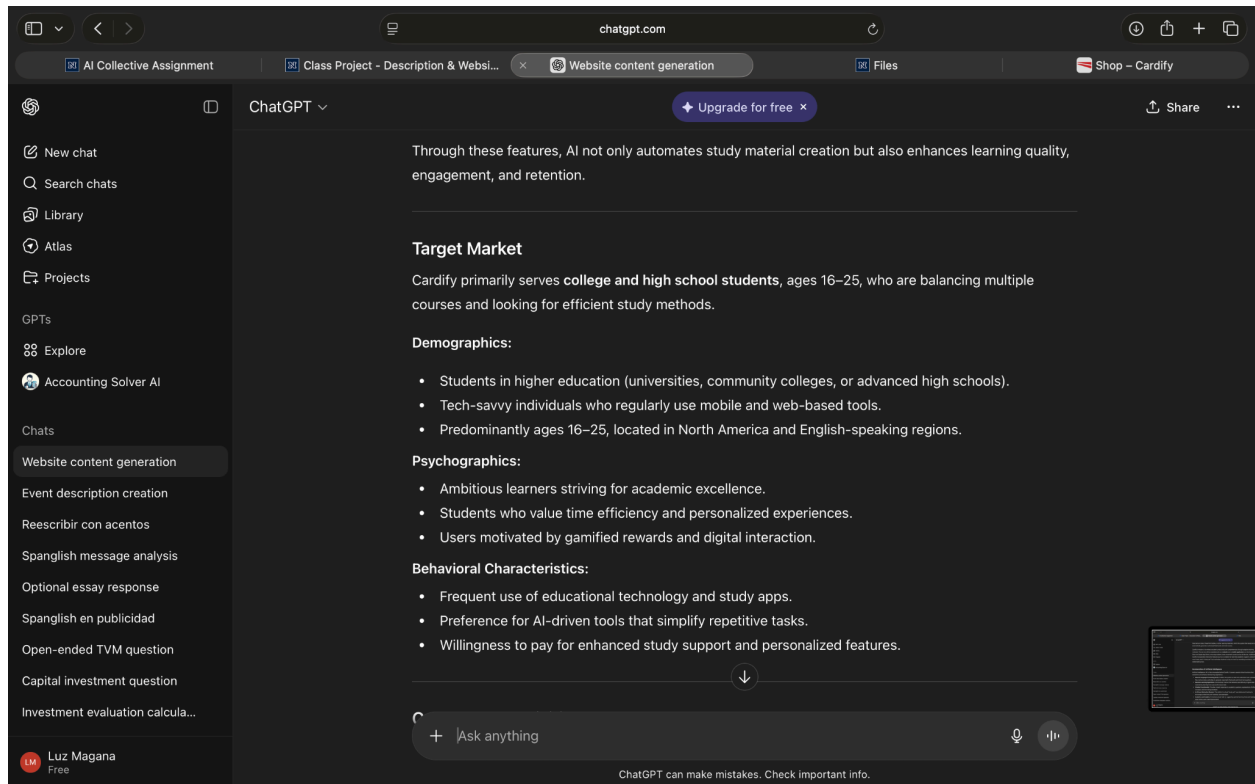 chatgpt.com
AI Collective Assignment
Class Project - Description & Websi...
Website content generation
Files
Shop – Cardify
ChatGPT
Upgrade for free ×
Share
New chat
Search chats
Library
Atlas
Projects
GPTs
Explore
Accounting Solver AI
Chats
Website content generation
Event description creation
Reescribir con acentos
Spanglish message analysis
Optional essay response
Spanglish en publicidad
Open-ended TVM question
Capital investment question
Investment evaluation calcula...
LM
Luz Magana
Free
Through these features, AI not only automates study material creation but also enhances learning quality,
engagement, and retention.
Target Market
Cardify primarily serves college and high school students, ages 16–25, who are balancing multiple
courses and looking for efficient study methods.
Demographics:
• Students in higher education (universities, community colleges, or advanced high schools).
• Tech-savvy individuals who regularly use mobile and web-based tools.
• Predominantly ages 16–25, located in North America and English-speaking regions.
Psychographics:
• Ambitious learners striving for academic excellence.
• Students who value time efficiency and personalized experiences.
• Users motivated by gamified rewards and digital interaction.
Behavioral Characteristics:
• Frequent use of educational technology and study apps.
• Preference for AI-driven tools that simplify repetitive tasks.
• Willingness to pay for enhanced study support and personalized features.
Ask anything
ChatGPT can make mistakes. Check important info.